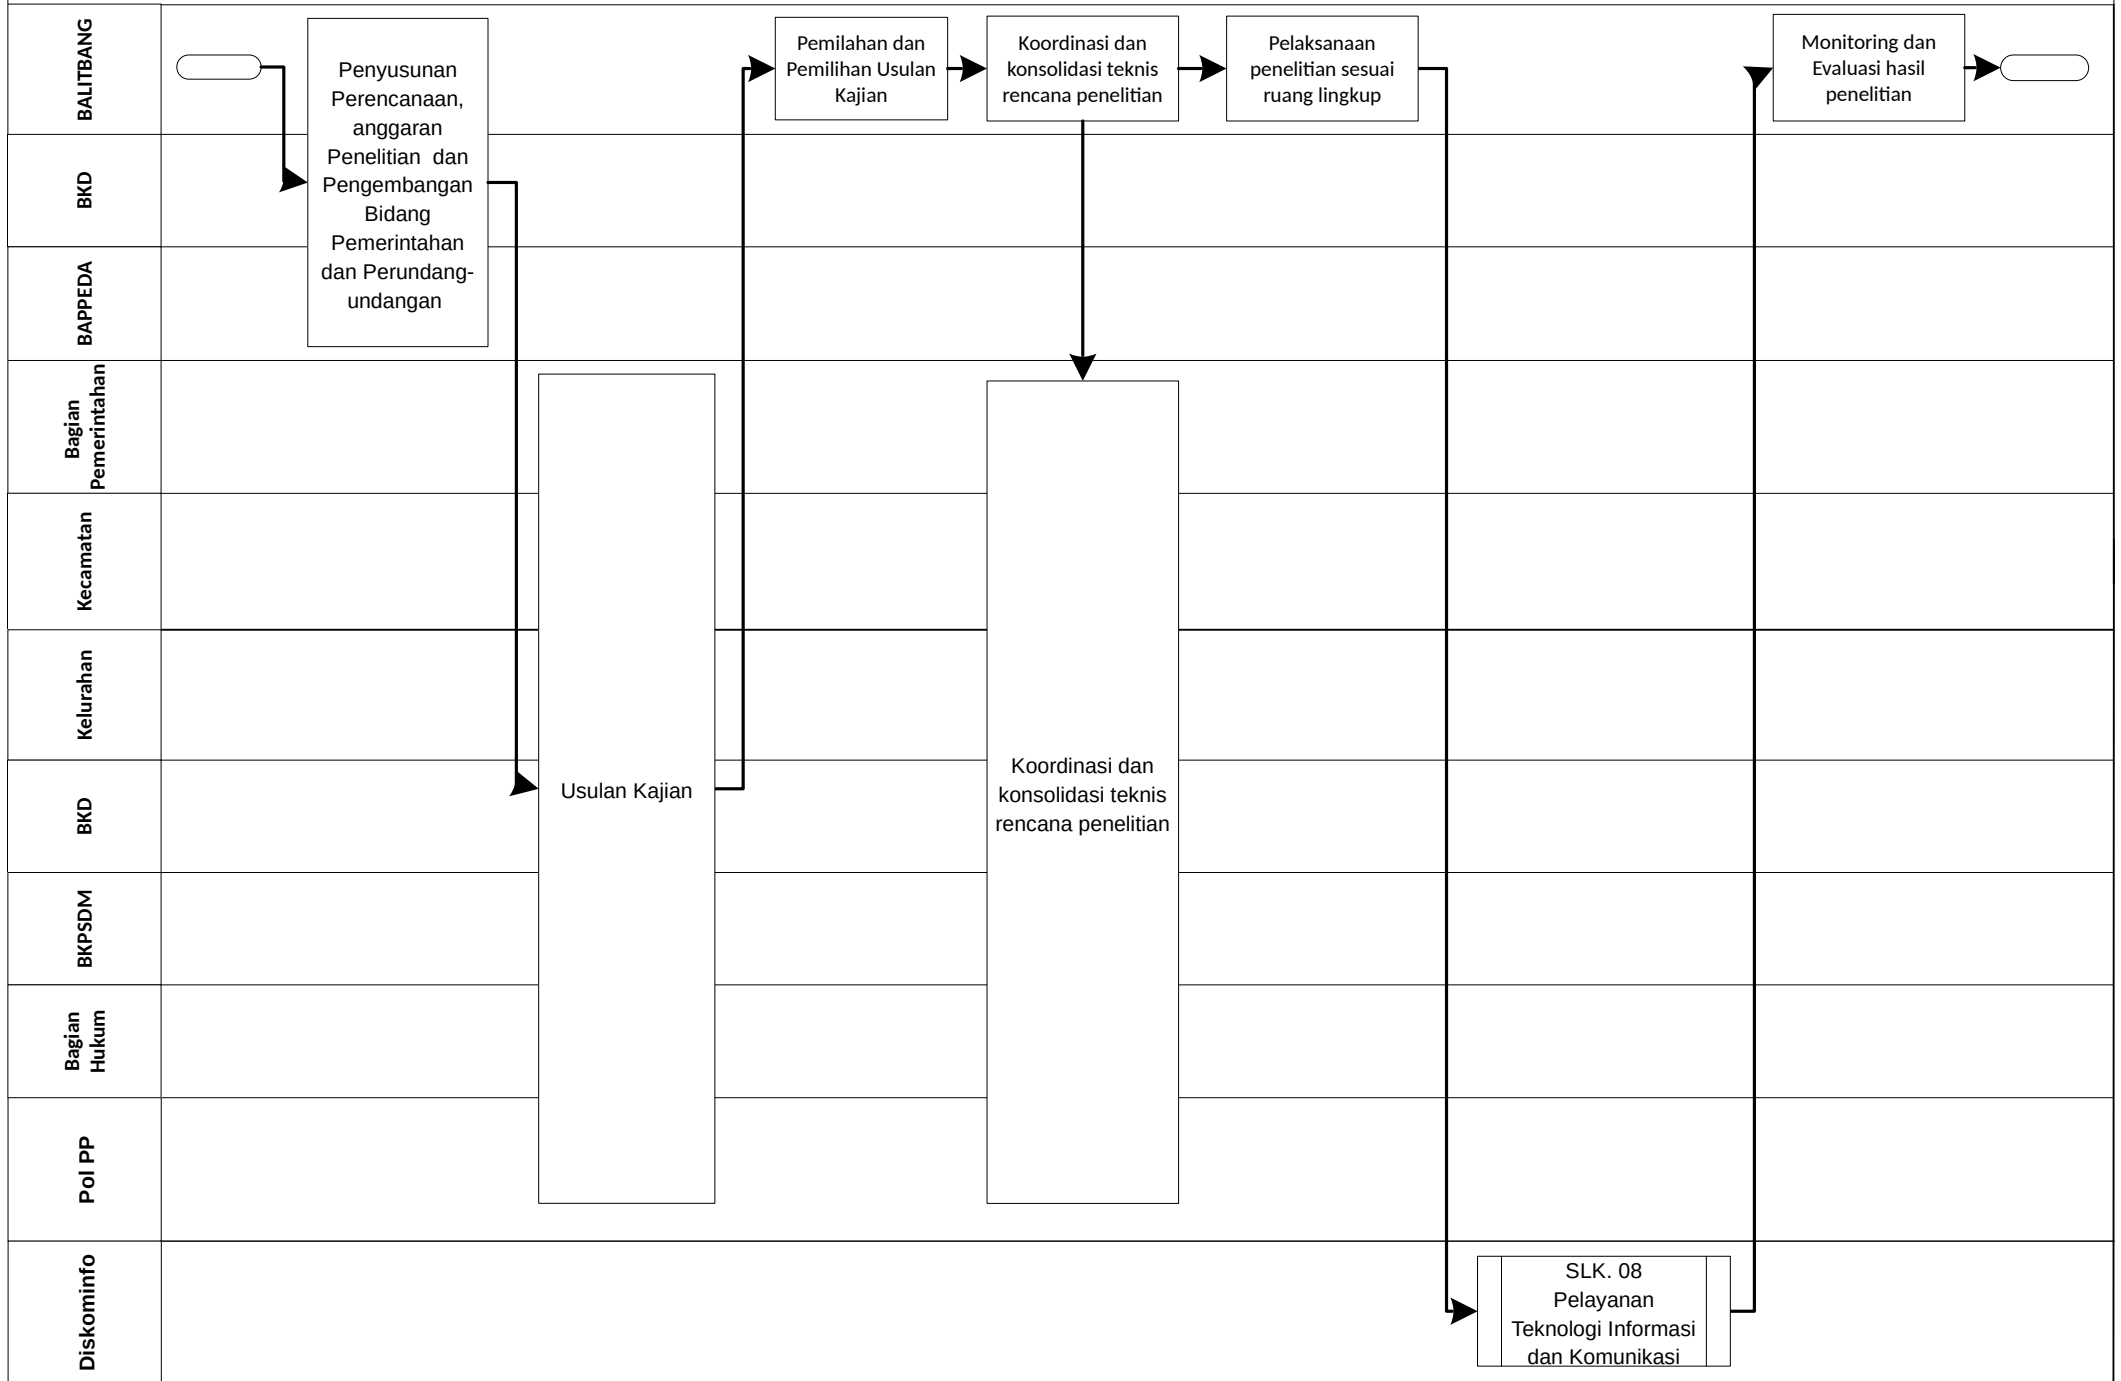 BALITBANG
Penyusunan
Perencanaan,
anggaran
Penelitian dan
Pengembangan
Bidang
Pemerintahan
dan Perundang-
undangan
Pemilahan dan
Pemilihan Usulan
Kajian
Koordinasi dan
konsolidasi teknis
rencana penelitian
Pelaksanaan
penelitian sesuai
ruang lingkup
Monitoring dan
Evaluasi hasil
penelitian
BKD
BAPPEDA
Bagian
Pemerintahan
Kecamatan
Kelurahan
BKD
Usulan Kajian
Koordinasi dan
konsolidasi teknis
rencana penelitian
BKPSDM
Bagian
Hukum
Pol PP
Diskominfo
SLK. 08
Pelayanan
Teknologi Informasi
dan Komunikasi